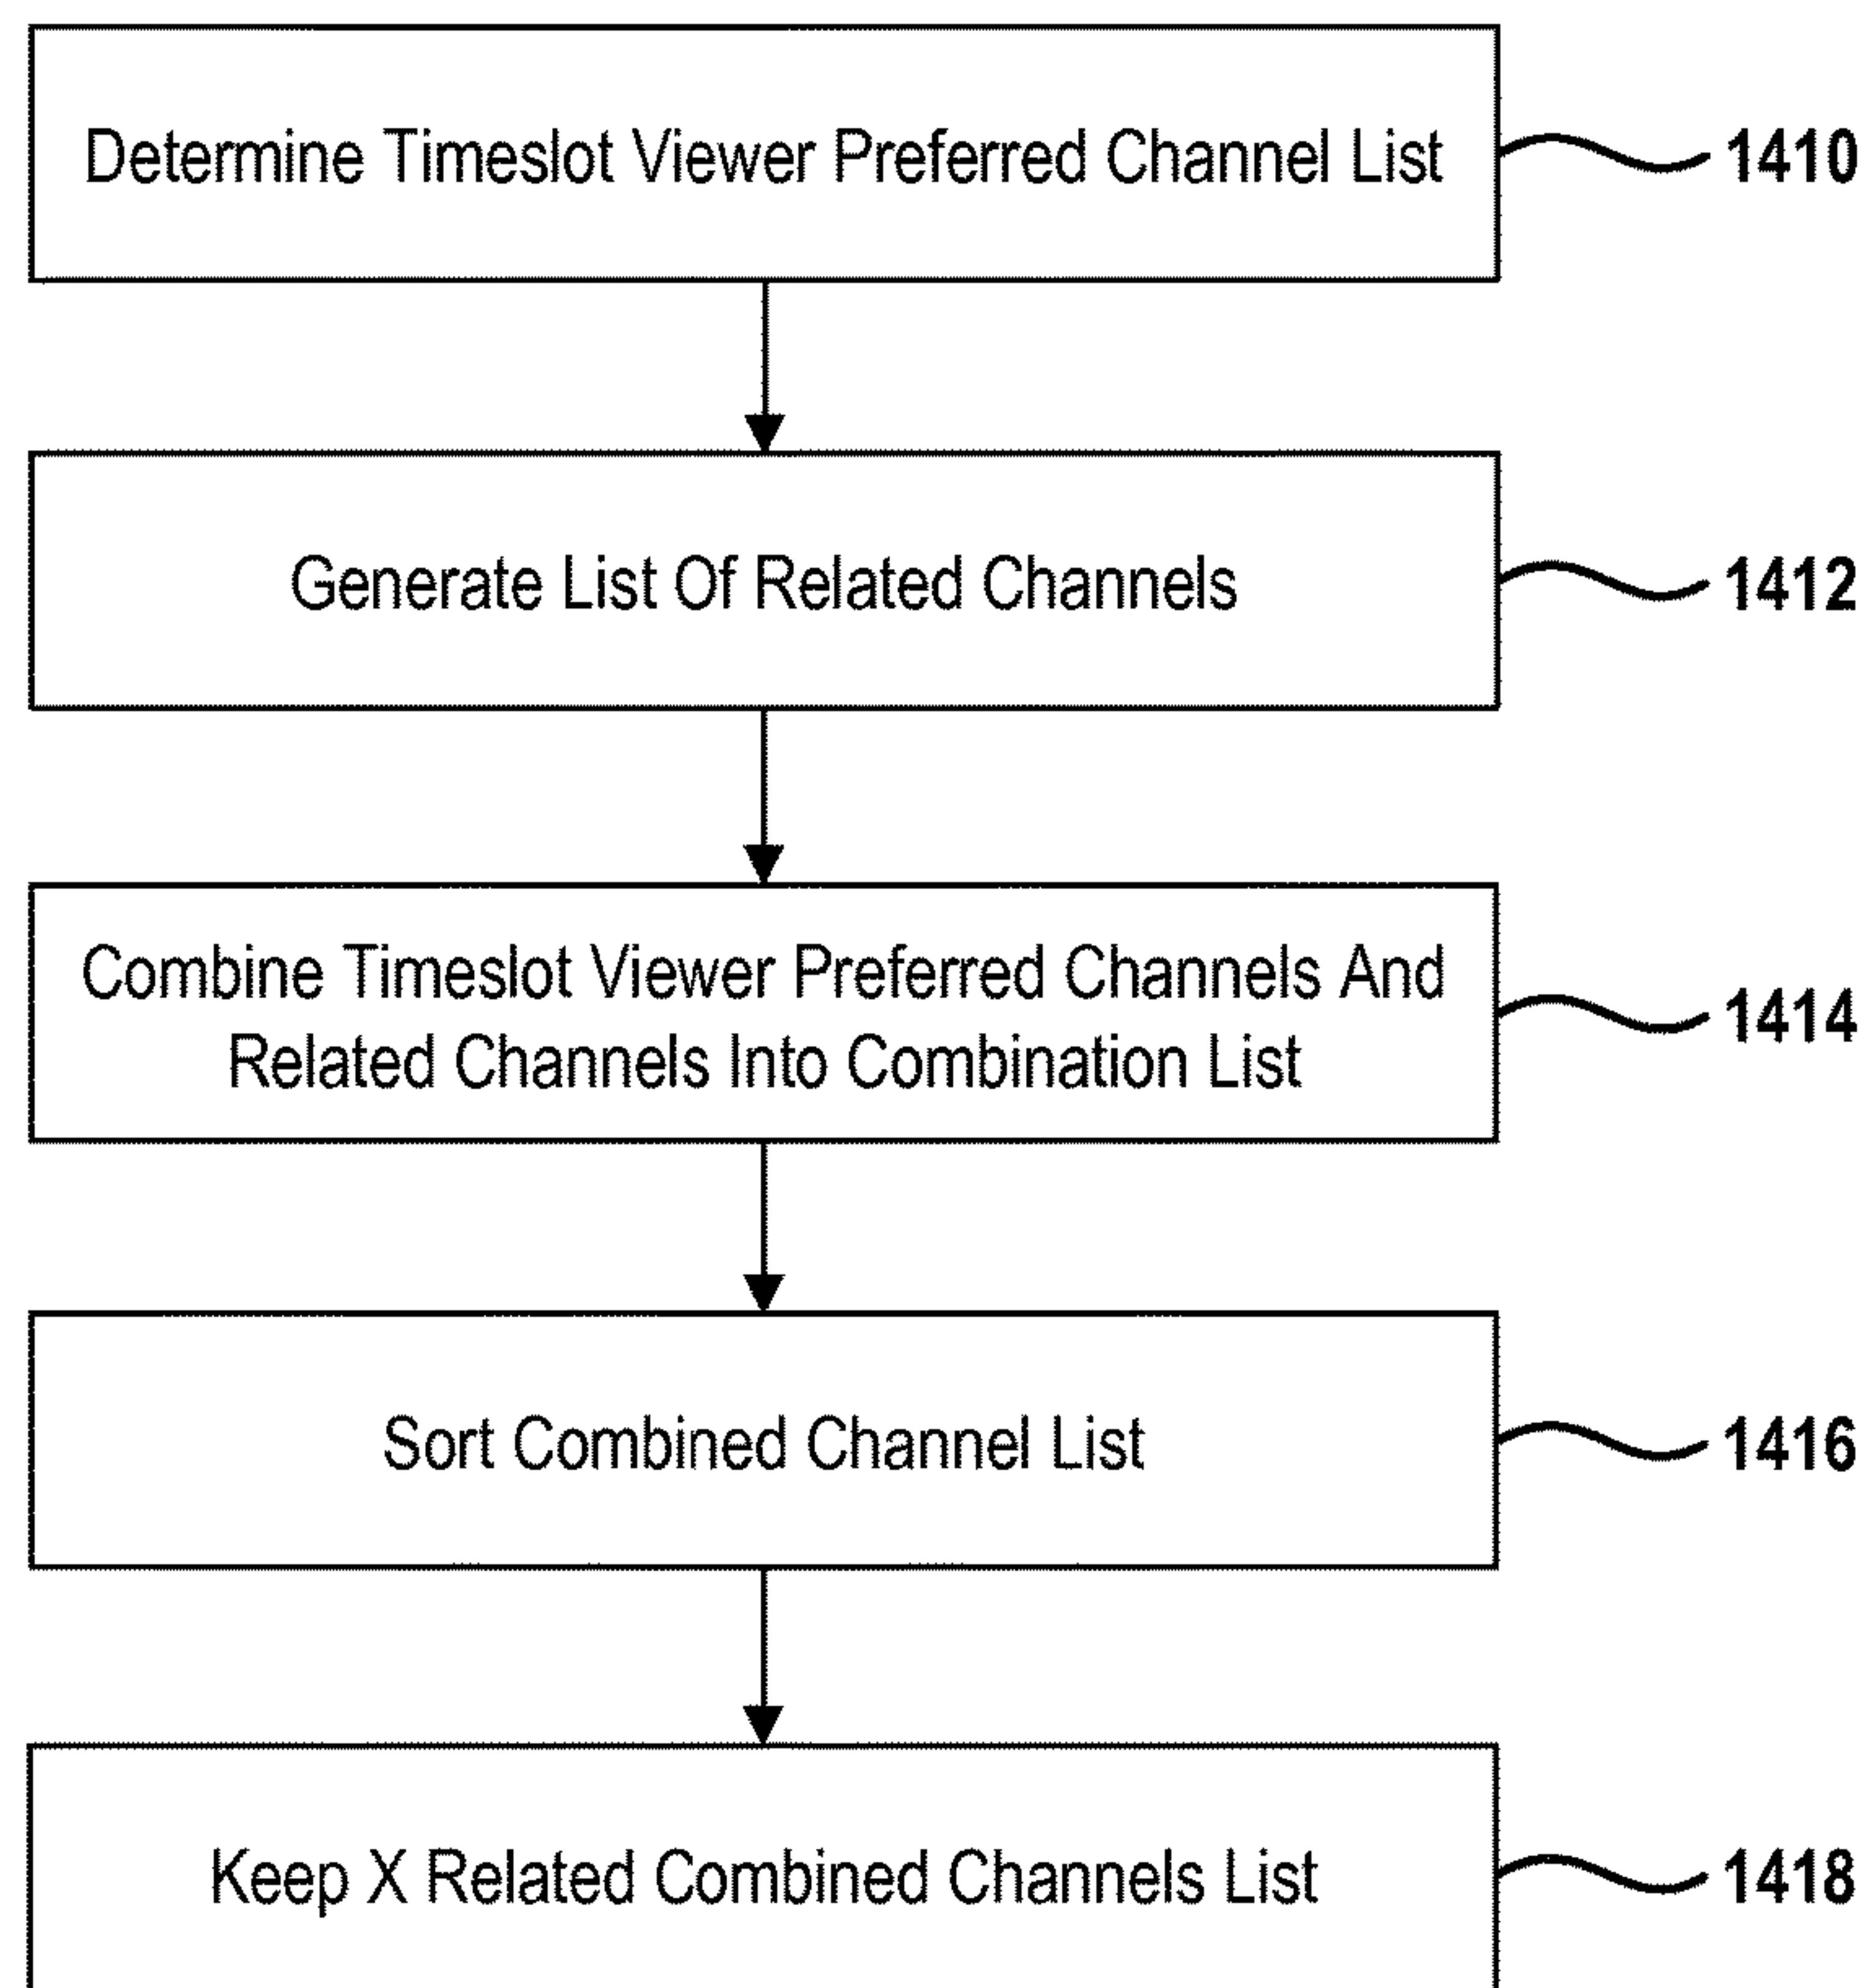 Determine Timeslot Viewer Preferred Channel List
1410
Generate List Of Related Channels
1412
Combine Timeslot Viewer Preferred Channels And
Related Channels Into Combination List
1414
Sort Combined Channel List
1416
Keep X Related Combined Channels List
1418